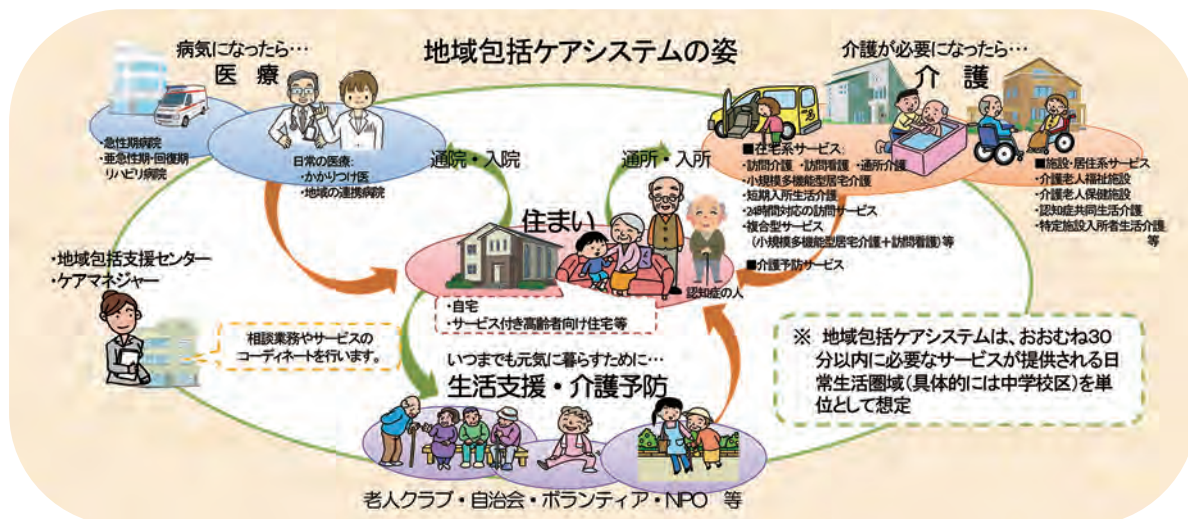 地域包括ケアシステムの姿
病気になったら…
医 療
・急性期病院
・亜急性期・回復期
リハビリ病院
日常の医療:
・かかりつけ医
・地域の連携病院
通院・入院
通所・入所
介護が必要になったら…
介 護
■在宅系サービス
・訪問介護 ・訪問看護 ・通所介護
・小規模多機能型居宅介護
・短期入所生活介護
・24時間対応の訪問サービス
・複合型サービス
(小規模多機能型居宅介護+訪問看護)等
■介護予防サービス
■施設・居住系サービス
・介護老人福祉施設
・介護老人保健施設
・認知症共同生活介護
・特定施設入所者生活介護
等
住まい
認知症の人
・自宅
・サービス付き高齢者向け住宅等
・地域包括支援センター
・ケアマネジャー
相談業務やサービスの
コーディネートを行います。
いつまでも元気に暮らすために…
生活支援・介護予防
老人クラブ・自治会・ボランティア・NPO 等
※ 地域包括ケアシステムは、おおむね30
分以内に必要なサービスが提供される日
常生活圏域(具体的には中学校区)を単
位として想定